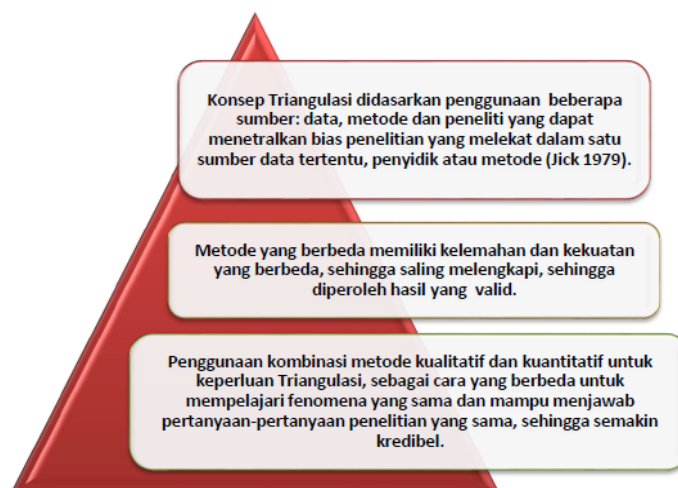 Konsep Triangulasi didasarkan penggunaan beberapa
sumber: data, metode dan peneliti yang dapat
menetralkan bias penelitian yang melekat dalam satu
sumber data tertentu, penyidik atau metode (Jick 1979).
Metode yang berbeda memiliki kelemahan dan kekuatan
yang berbeda, sehingga saling melengkapi, sehingga
diperoleh hasil yang valid.
Penggunaan kombinasi metode kualitatif dan kuantitatif untuk
keperluan Triangulasi, sebagai cara yang berbeda untuk
mempelajari fenomena yang sama dan mampu menjawab
pertanyaan-pertanyaan penelitian yang sama, sehingga semakin
kredibel.